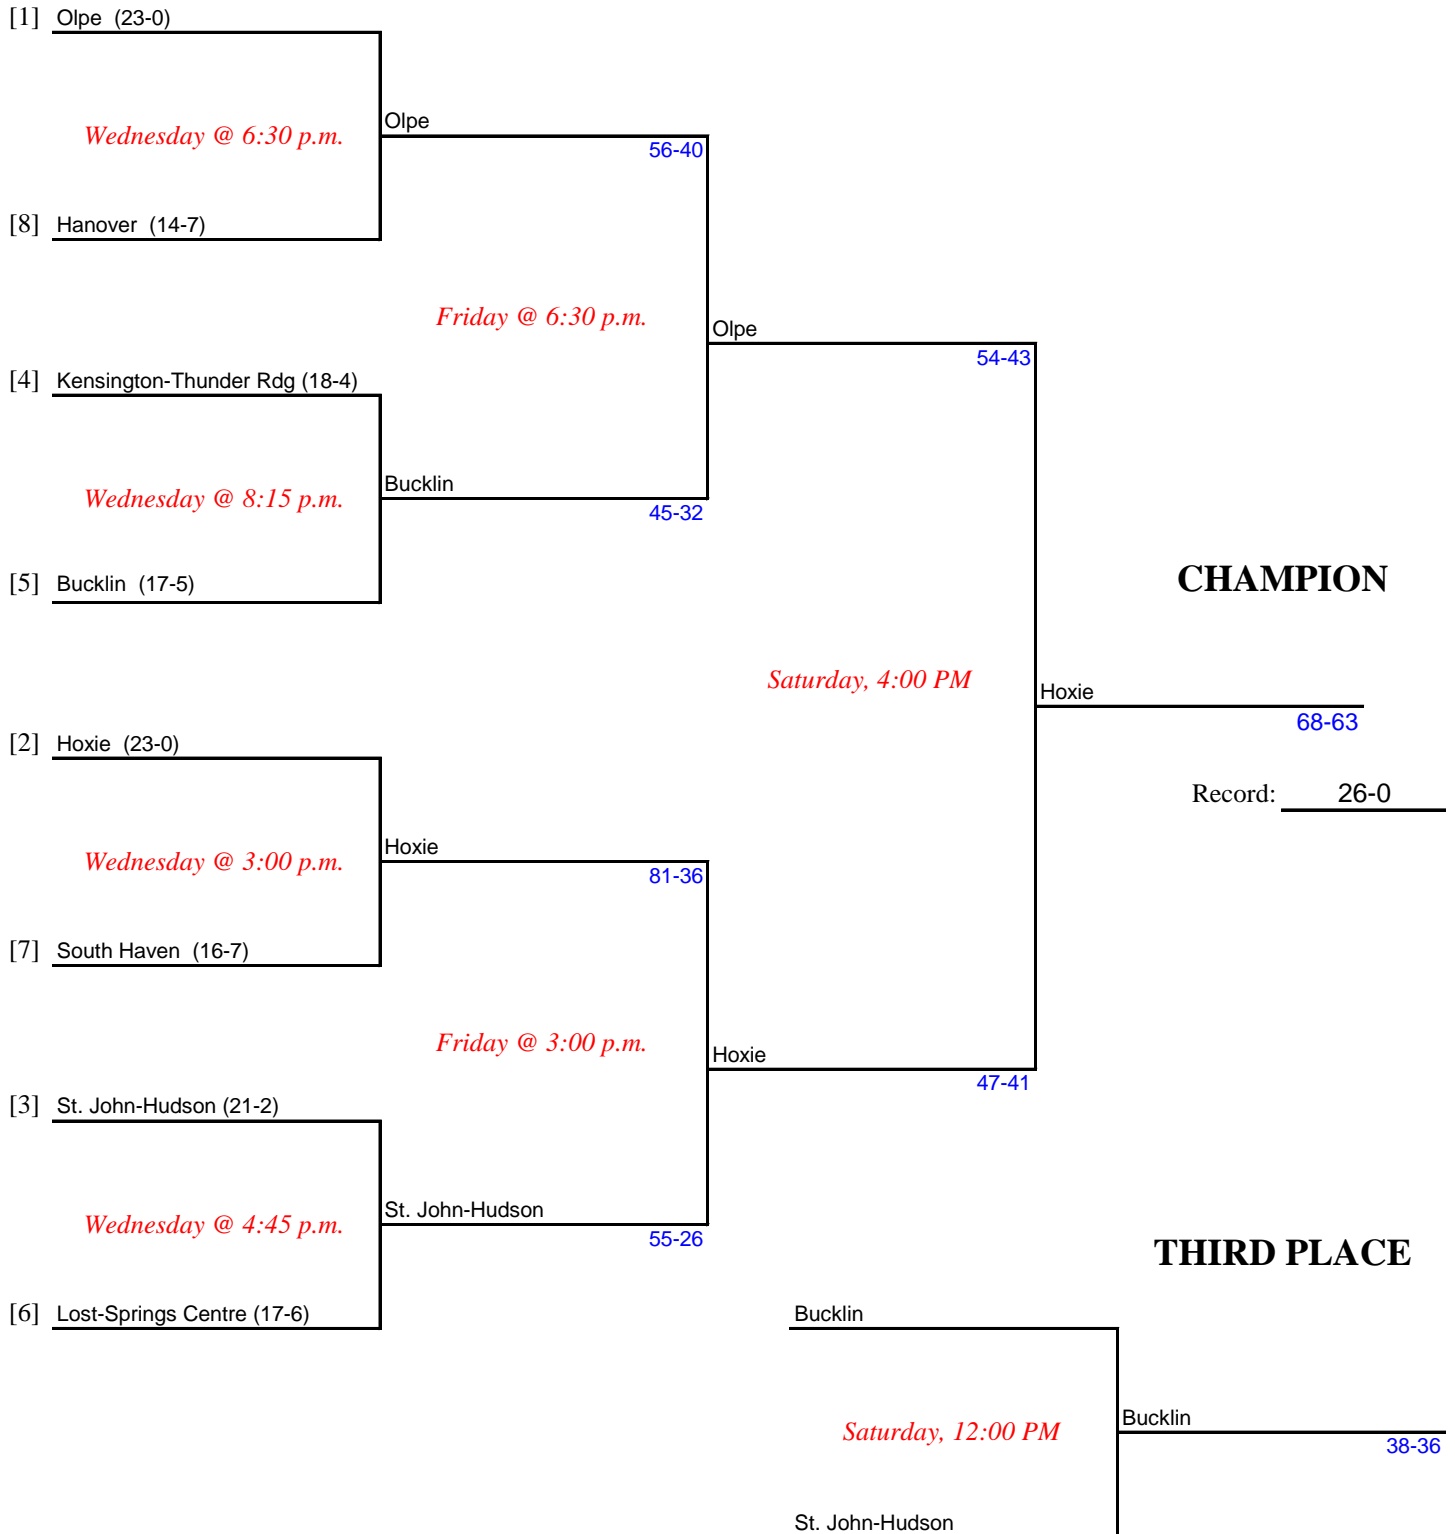 [1] Olpe (23-0)
Olpe
Wednesday @ 6:30 p.m.
56-40
[8] Hanover (14-7)
Friday @ 6:30 p.m.
Olpe
54-43
[4] Kensington-Thunder Rdg (18-4)
Bucklin
Wednesday @ 8:15 p.m.
45-32
[5] Bucklin (17-5)
CHAMPION
Saturday, 4:00 PM
Hoxie
68-63
[2] Hoxie (23-0)
Record: 26-0
Hoxie
Wednesday @ 3:00 p.m.
81-36
[7] South Haven (16-7)
Friday @ 3:00 p.m.
Hoxie
47-41
[3] St. John-Hudson (21-2)
St. John-Hudson
Wednesday @ 4:45 p.m.
55-26
THIRD PLACE
[6] Lost-Springs Centre (17-6)
Bucklin
Bucklin
Saturday, 12:00 PM
38-36
St. John-Hudson